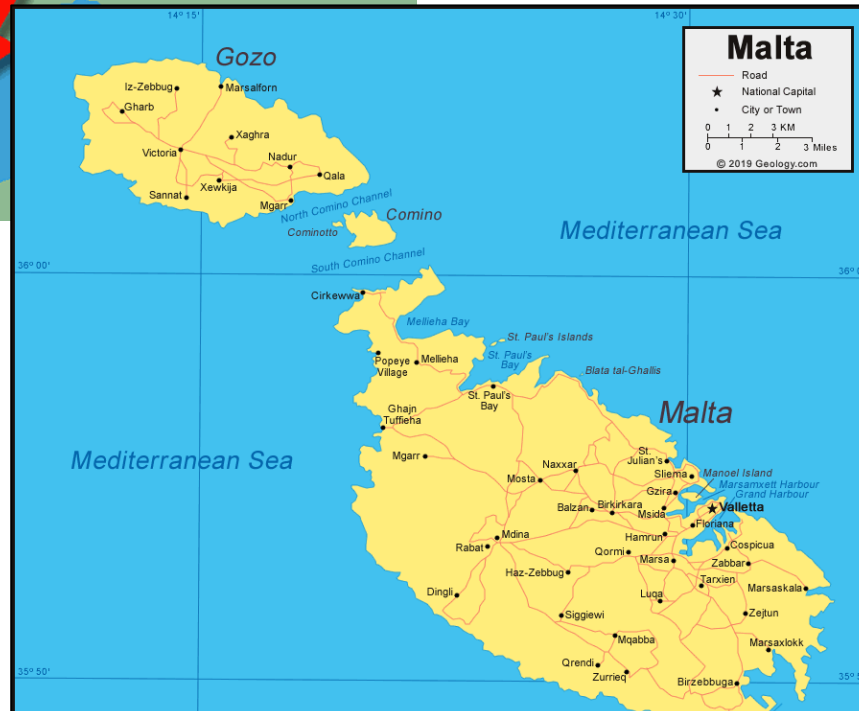 14° 15'
14° 30'
Gozo
Malta
Road
National Capital
City or Town
0 1 2 3 KM
0 1 2 3 Miles
© 2019 Geology.com
Iz-Zebbug
Marsalforn
Gharb
Xaghra
Victoria
Nadur
Qala
Sannat
Xewkija
Mgarr
North Comino Channel
Comino
Cominotto
Mediterranean Sea
South Comino Channel
36° 00'
36° 0
Cirkewwa
Mellieha Bay
St. Paul's Islands
St. Paul's
Bay
Popeye
Village
Mellieha
Blata tal-Ghallis
St. Paul's
Bay
Ghajn
Tuffieha
Malta
Mediterranean Sea
Mgarr
St.
Julian's
Naxxar
Mosta
Sliema
Manoel Island
Marsamxett Harbour
Gzira
Grand Harbour
Balzan
Birkirkara
Msida
Valletta
Floriana
Mdina
Hamrun
Rabat
Qormi
Cospicua
Marsa
Zabbar
Haz-Zebbug
Tarxien
Marsaskala
Dingli
Luqa
Siggiewi
Zejtun
Mqabba
Marsaxlokk
Qrendi
Zurrieq
35° 50'
35° 5
Birzebbuga